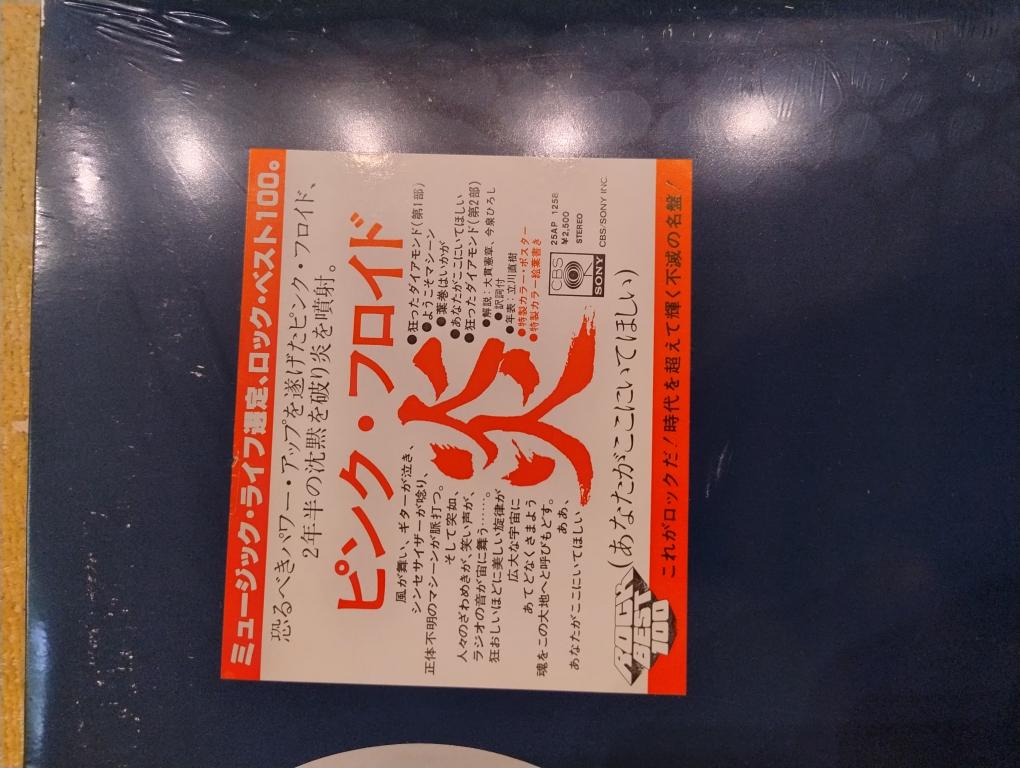 ミュージック・ライフ選定、ロック・ベスト100。
恐るべきパワー・アップを遂げたピンク・フロイド、
2年半の沈黙を破り炎を噴射。
ピンク・フロイド
炎
(あなたがここにいてほしい)
風が舞い、ギターが泣き、
シンセサイザーが唸り、
正体不明のマシーンが脈打つ。
そして突如、
人々のざわめきが、笑い声が、
ラジオの音が宙に舞う……。
狂おしいほどに美しい旋律が
広大な宇宙に
あてどなくさまよう
魂をこの大地へと呼びもどす。
ああ、
あなたがここにいてほしい
●狂ったダイアモンド(第1部)
●ようこそマシーン
●葉巻はいかが
●あなたがここにいてほしい
●狂ったダイアモンド(第2部)
●解説:大貫憲章、今泉ひろし
●訳詞付
●年表:立川直樹
●特製カラー・ポスター
●特製カラー絵葉書き
CBS
SONY
25AP 1258
¥2,500
STEREO
CBS/SONY INC.
ROCK
BEST
100
これがロックだ!時代を超えて輝く不滅の名盤!